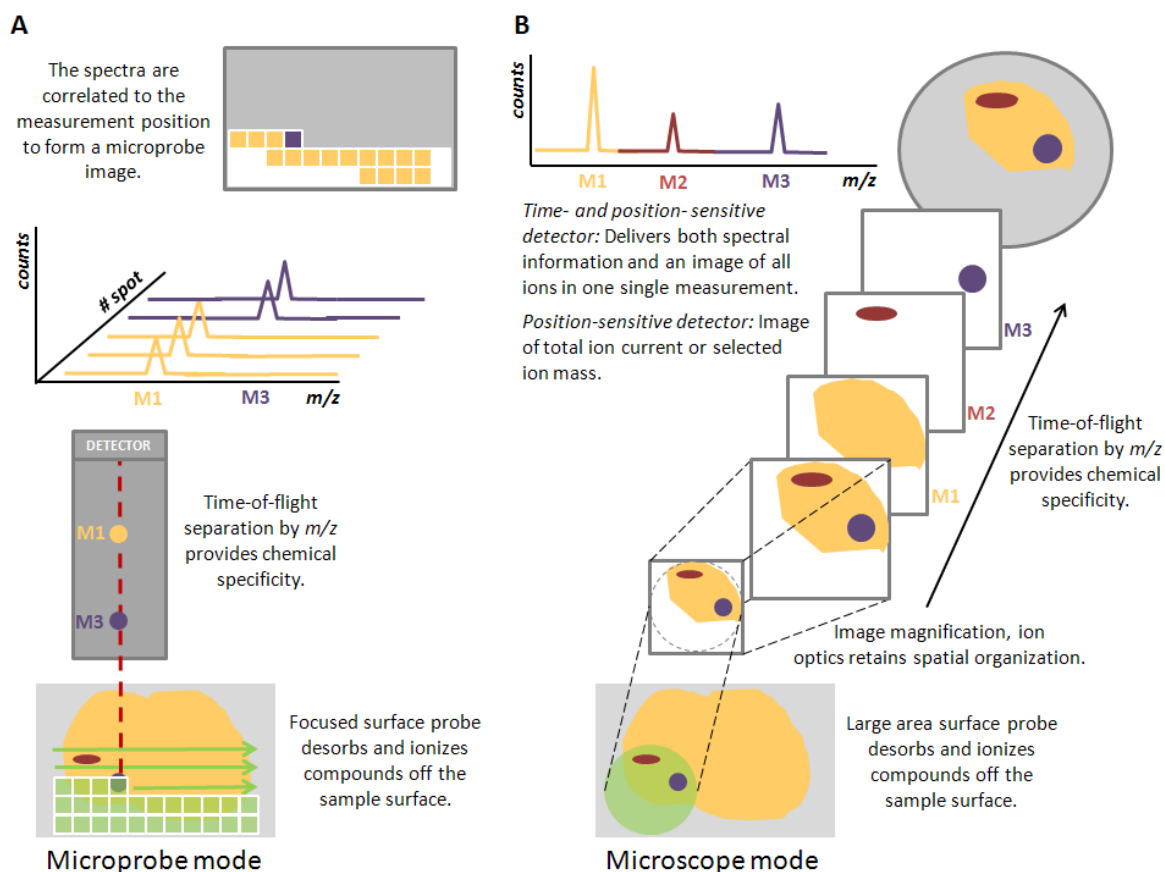 A
The spectra are
correlated to the
measurement position
to form a microprobe
image.
counts
# spot
M1
M3
m/z
DETECTOR
M1
M3
Time-of-flight
separation by m/z
provides chemical
specificity.
Focused surface probe
desorbs and ionizes
compounds off the
sample surface.
Microprobe mode
B
counts
M1
M2
M3
m/z
Time- and position- sensitive
detector: Delivers both spectral
information and an image of all
ions in one single measurement.
Position-sensitive detector: Image
of total ion current or selected
ion mass.
M3
M2
M1
Time-of-flight
separation by m/z
provides chemical
specificity.
Image magnification, ion
optics retains spatial organization.
Large area surface probe
desorbs and ionizes
compounds off the
sample surface.
Microscope mode